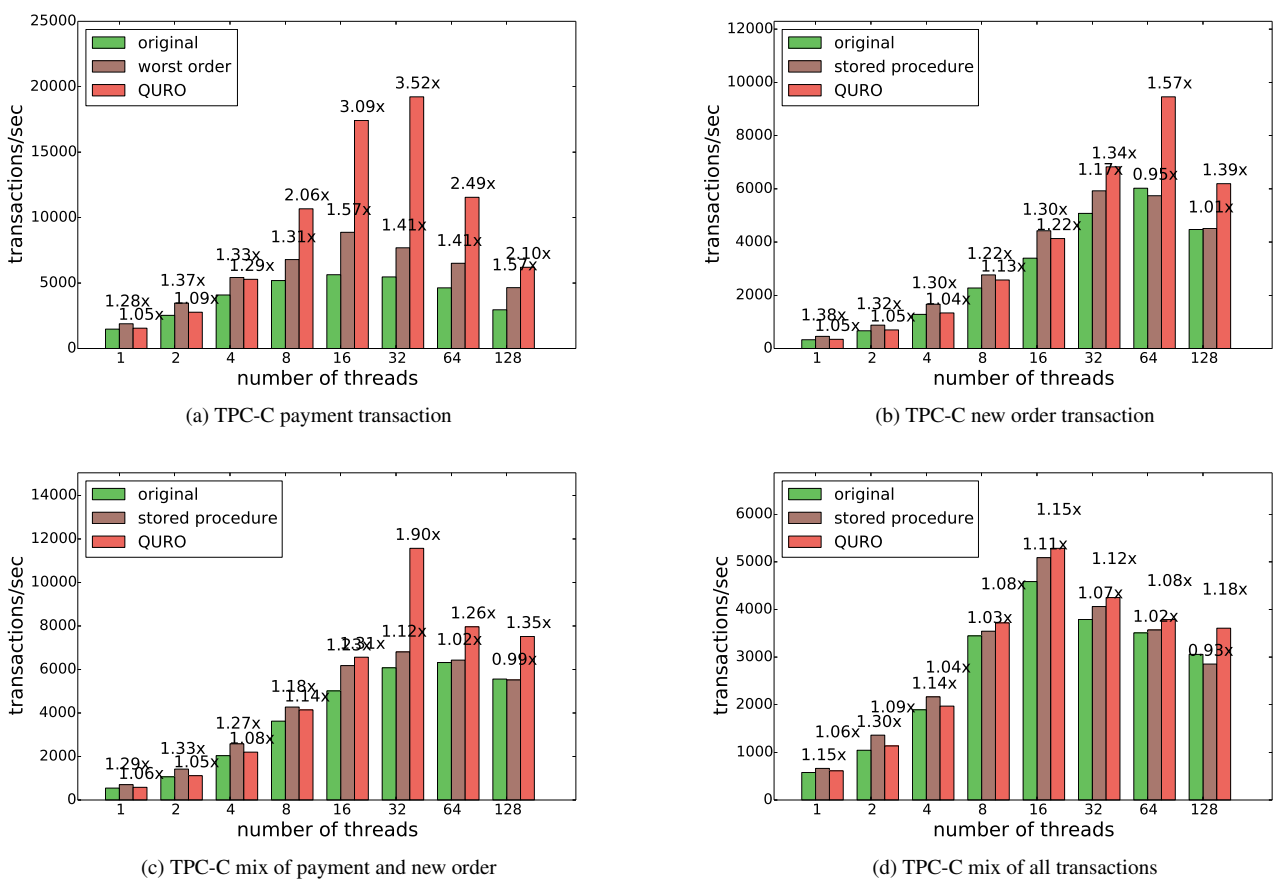 25000
20000
15000
10000
5000
0
transactions/sec
original
worst order
QURO
1.28x
1.05x
1.37x
1.09x
1.33x
1.29x
1.31x
2.06x
1.57x
3.09x
1.41x
3.52x
1.41x
2.49x
1.57x
2.10x
1 2 4 8 16 32 64 128
number of threads
(a) TPC-C payment transaction
12000
10000
8000
6000
4000
2000
0
transactions/sec
original
stored procedure
QURO
1.38x
1.05x
1.32x
1.05x
1.30x
1.04x
1.22x
1.13x
1.30x
1.22x
1.17x
1.34x
0.95x
1.57x
1.01x
1.39x
1 2 4 8 16 32 64 128
number of threads
(b) TPC-C new order transaction
14000
12000
10000
8000
6000
4000
2000
0
transactions/sec
original
stored procedure
QURO
1.29x
1.06x
1.33x
1.05x
1.27x
1.08x
1.18x
1.14x
1.23x
1.31x
1.12x
1.90x
1.02x
1.26x
0.99x
1.35x
1 2 4 8 16 32 64 128
number of threads
(c) TPC-C mix of payment and new order
6000
5000
4000
3000
2000
1000
0
transactions/sec
original
stored procedure
QURO
1.15x
1.06x
1.30x
1.09x
1.14x
1.04x
1.03x
1.08x
1.11x
1.15x
1.07x
1.12x
1.02x
1.08x
0.93x
1.18x
1 2 4 8 16 32 64 128
number of threads
(d) TPC-C mix of all transactions